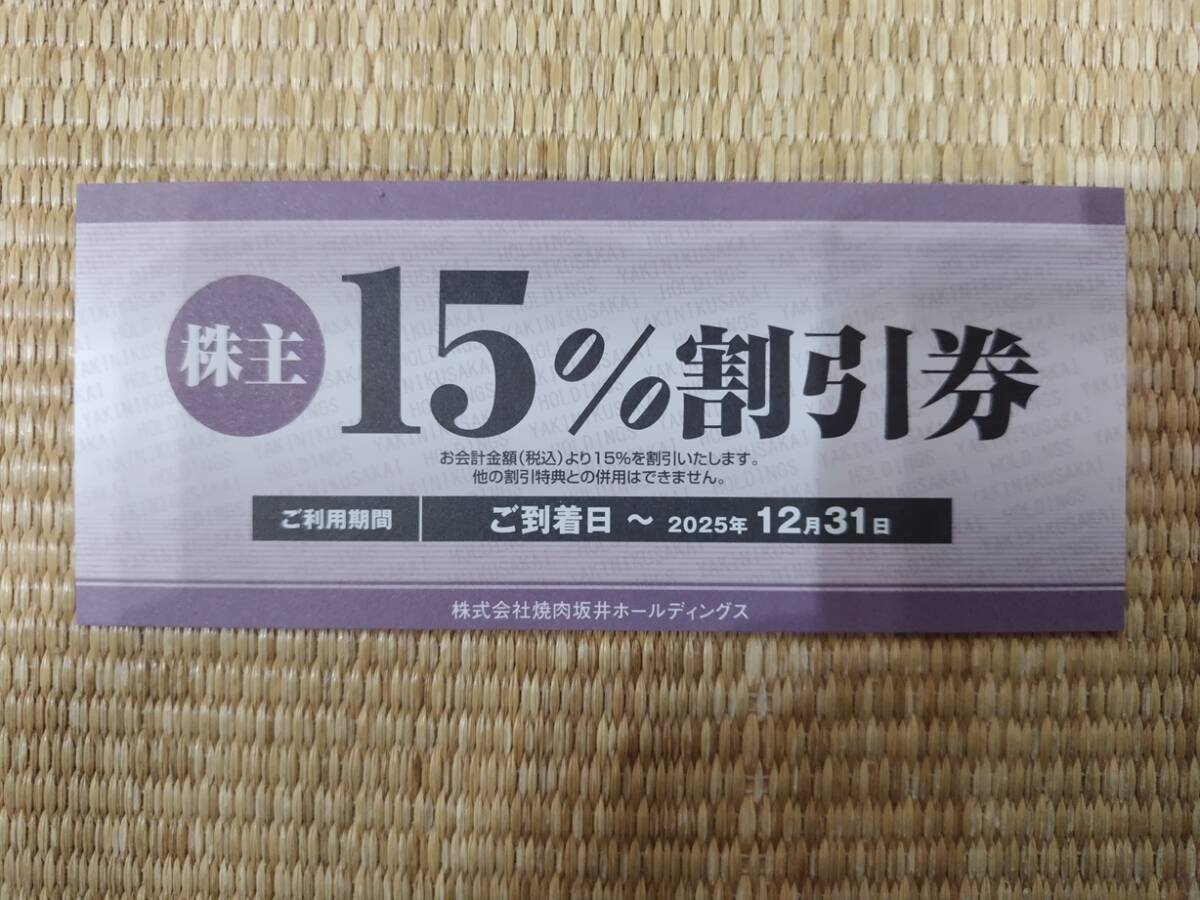 株主 15%割引券
お会計金額(税込)より15%を割引いたします。
他の割引特典との併用はできません。
ご利用期間 ご到着日 ~ 2025年 12月31日
株式会社焼肉坂井ホールディングス
YAKINIKUSAKAI HOLDINGS